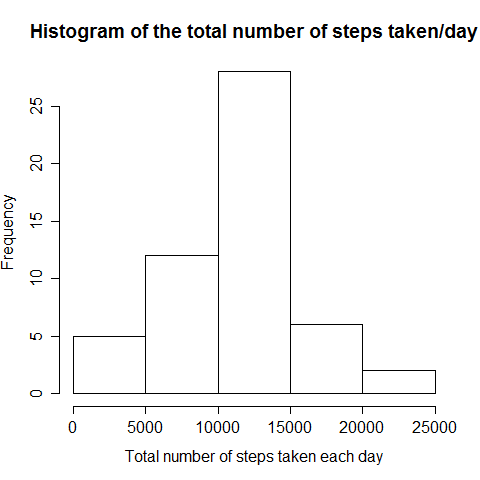 Histogram of the total number of steps taken/day
Frequency
25
20
15
10
5
0
0 5000 10000 15000 20000 25000
Total number of steps taken each day